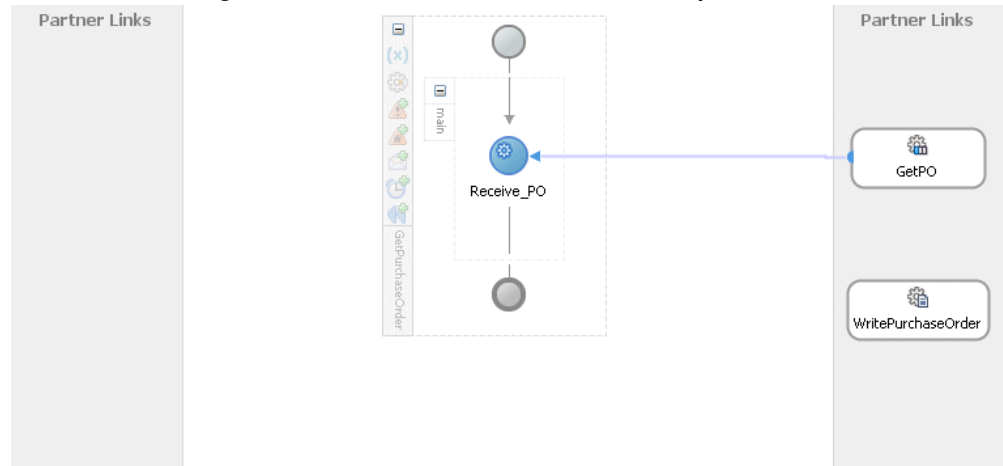 Partner Links
Partner Links
(x)
main
Receive_PO
GetPO
GetPurchaseOrder
WritePurchaseOrder